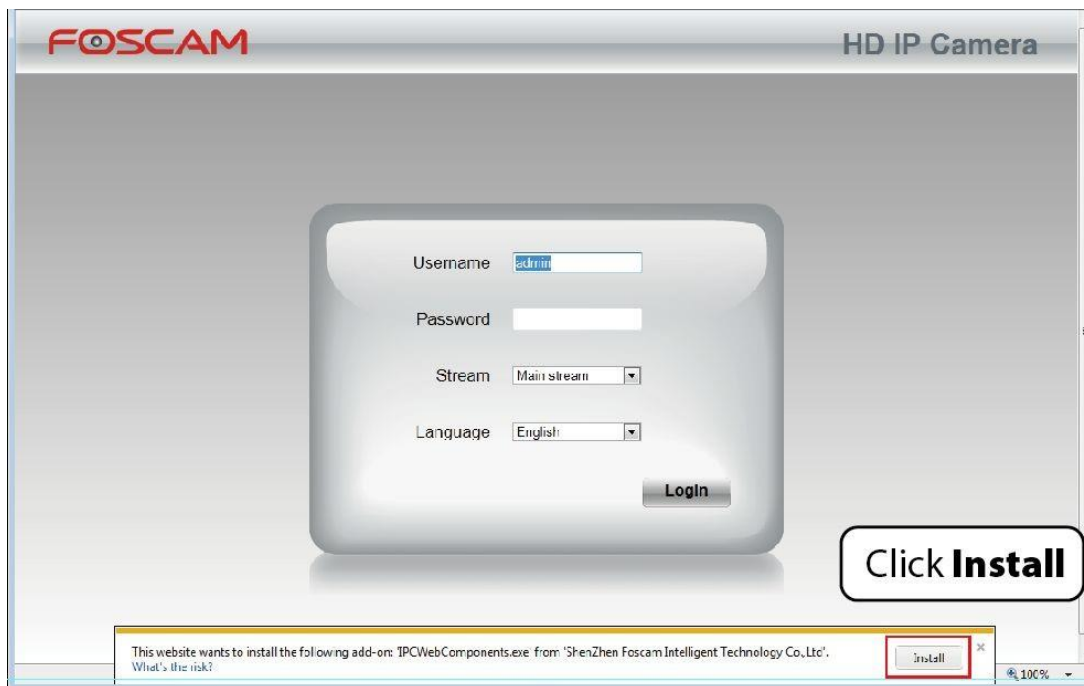 FOSCAM
HD IP Camera
Username admin
Password
Stream Main stream
Language English
Login
Click Install
This website wants to install the following add-on: 'IPCWebComponents.exe' from 'ShenZhen Foscam Intelligent Technology Co.,Ltd'.
What's the risk?
Install
100%